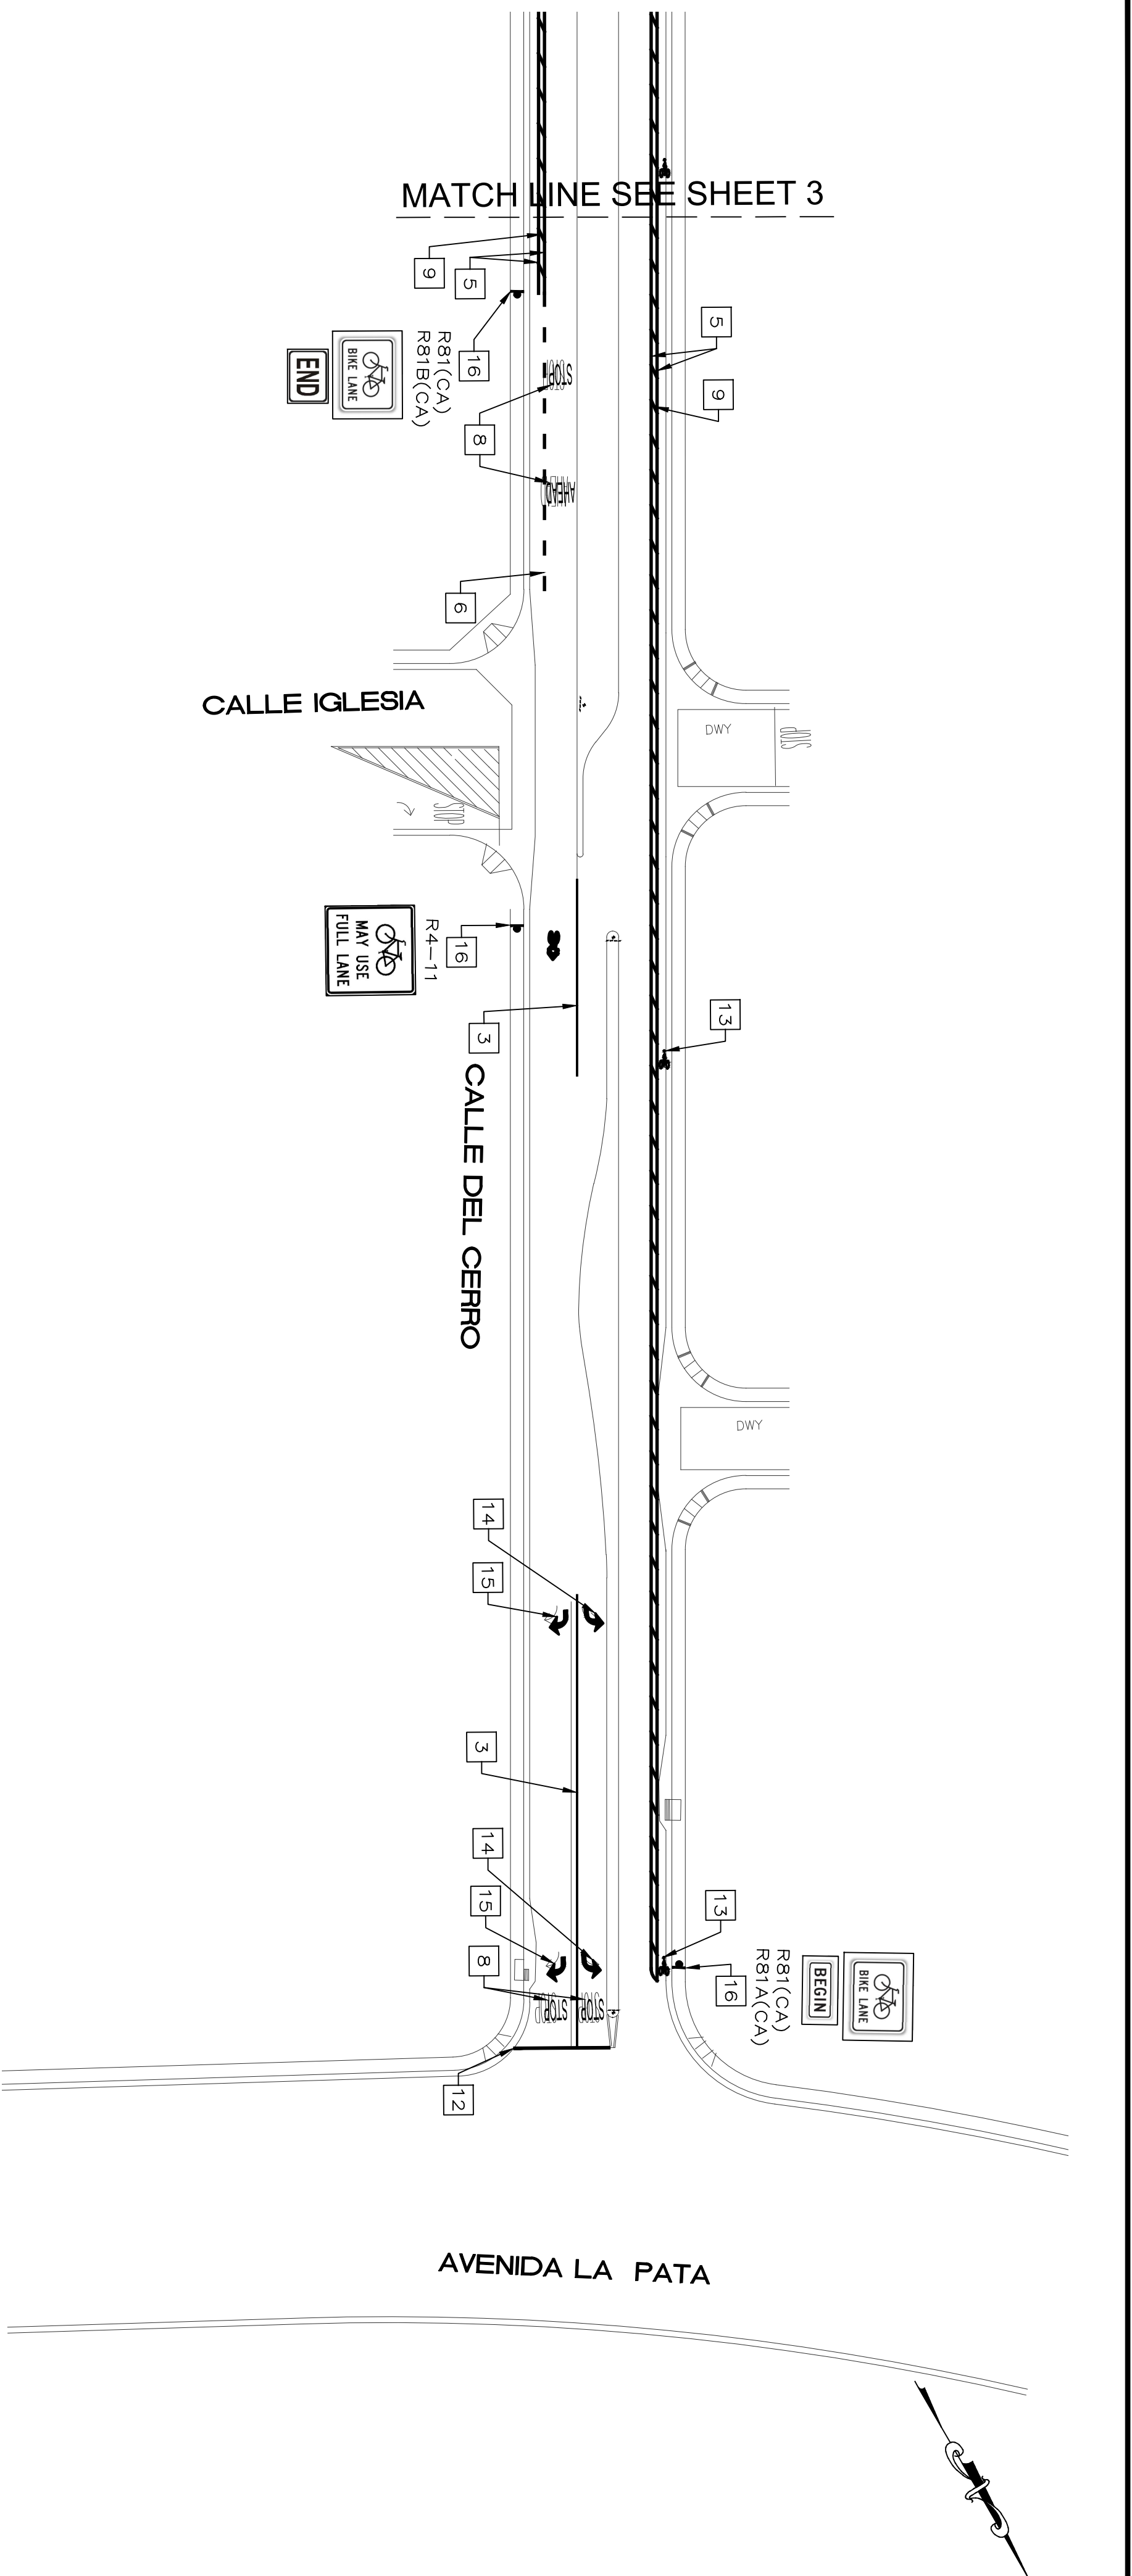 MATCH LINE SEE SHEET 3
9
5
5
9
16
R81(CA)
R81B(CA)
BIKE LANE
END
STOP
8
AHEAD
6
CALLE IGLESIA
DWY
STOP
STOP
16
R4-11
MAY USE
FULL LANE
3
13
CALLE DEL CERRO
DWY
14
15
3
14
15
8
13
16
R81(CA)
R81A(CA)
BIKE LANE
BEGIN
STOP
STOP
12
AVENIDA LA PATA